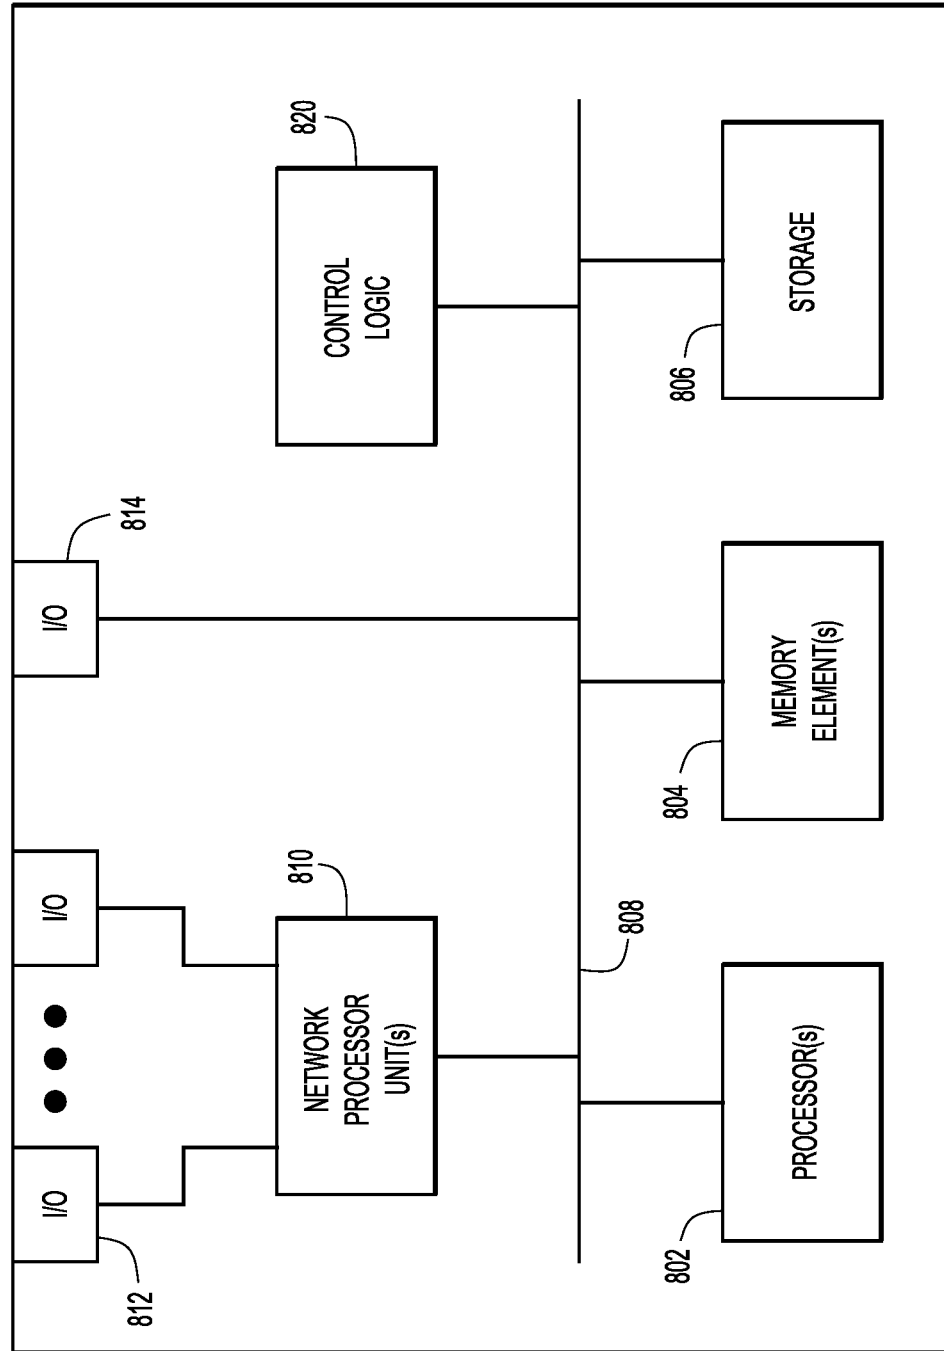 I/O
812
I/O
I/O
814
NETWORK
PROCESSOR
UNIT(s)
810
CONTROL
LOGIC
820
808
PROCESSOR(s)
802
MEMORY
ELEMENT(s)
804
STORAGE
806